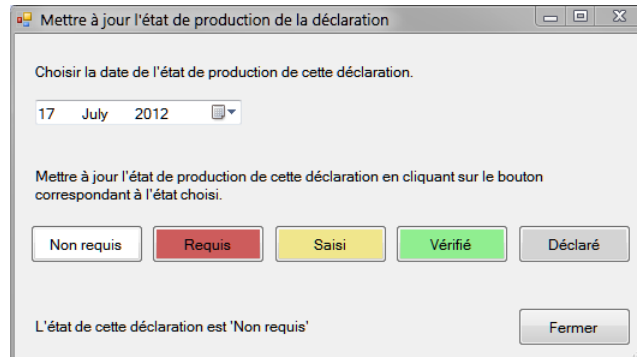 Mettre à jour l'état de production de la déclaration
Choisir la date de l'état de production de cette déclaration.
17 July 2012
Mettre à jour l'état de production de cette déclaration en cliquant sur le bouton
correspondant à l'état choisi.
Non requis Requis Saisi Vérifié Déclaré
L'état de cette déclaration est 'Non requis' Fermer